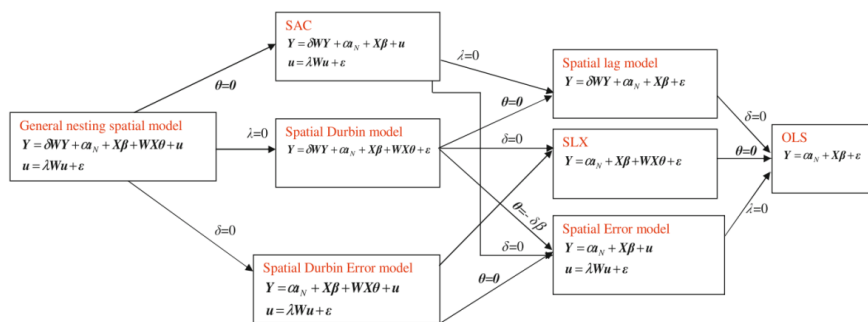 SAC
Y = δWY + αι_N + Xβ + u
u = λWu + ε
λ=0
θ=0
Spatial lag model
Y = δWY + αι_N + Xβ + ε
θ=0
δ=0
General nesting spatial model
Y = δWY + αι_N + Xβ + WXθ + u
u = λWu + ε
λ=0
Spatial Durbin model
Y = δWY + αι_N + Xβ + WXθ + ε
δ=0
SLX
Y = αι_N + Xβ + WXθ + ε
θ=0
OLS
Y = αι_N + Xβ + ε
θ=- δβ
λ=0
δ=0
Spatial Durbin Error model
Y = αι_N + Xβ + WXθ + u
u = λWu + ε
δ=0
θ=0
Spatial Error model
Y = αι_N + Xβ + u
u = λWu + ε